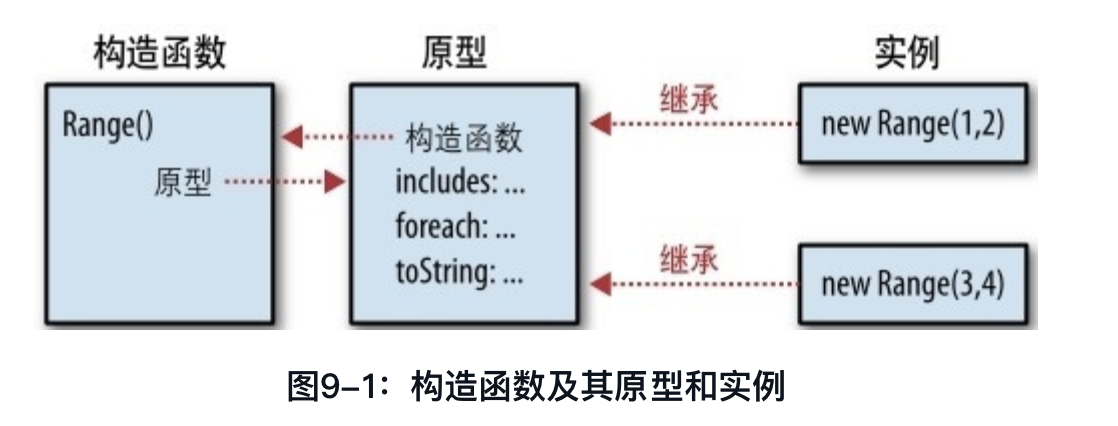 构造函数
原型
实例
Range()
原型
构造函数
includes: ...
foreach: ...
toString: ...
继承
new Range(1,2)
继承
new Range(3,4)
图9–1：构造函数及其原型和实例